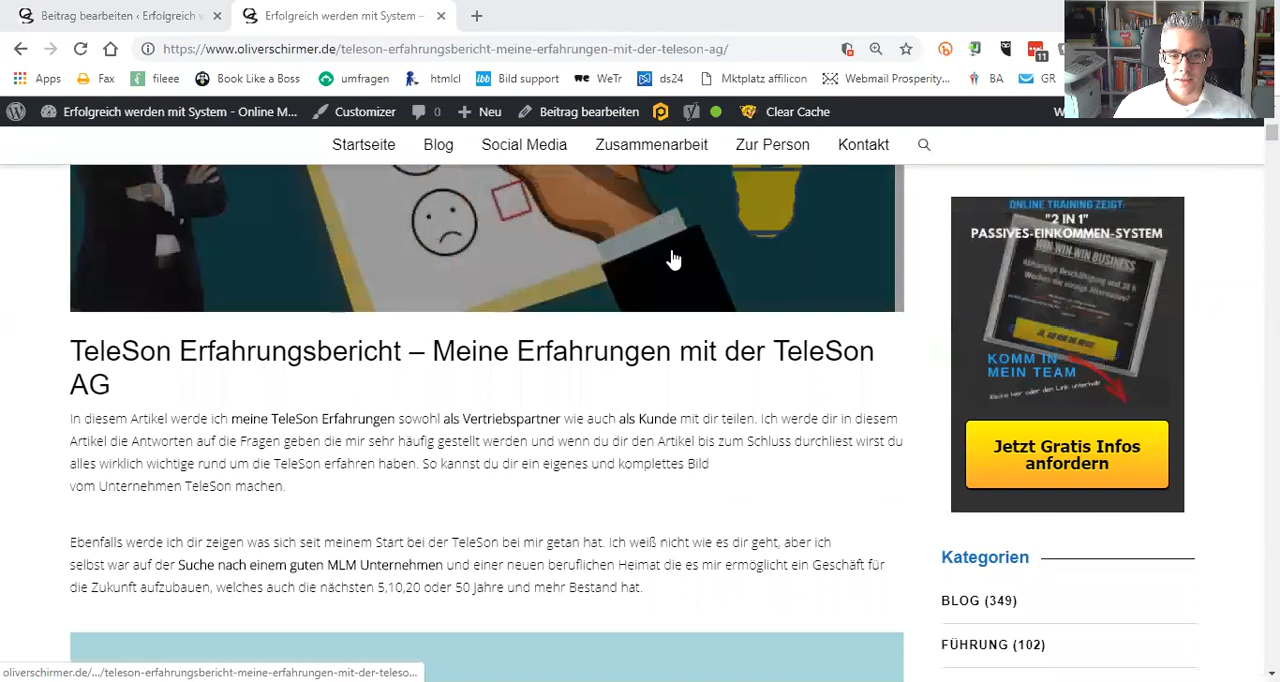 Beitrag bearbeiten ‹ Erfolgreich w
Erfolgreich werden mit System –
https://www.oliverschirmer.de/teleson-erfahrungsbericht-meine-erfahrungen-mit-der-teleson-ag/
11
Apps
Fax
fileee
Book Like a Boss
umfragen
htmlcl
Bild support
WeTr
ds24
Mktplatz affilicon
Webmail Prosperity...
BA
GR
Erfolgreich werden mit System - Online M...
Customizer
0
Neu
Beitrag bearbeiten
Clear Cache
W
Startseite
Blog
Social Media
Zusammenarbeit
Zur Person
Kontakt
ONLINE TRAINING ZEIGT:
"2 IN 1"
PASSIVES-EINKOMMEN-SYSTEM
WIN WIN WIN BUSINESS
KOMM IN
MEIN TEAM
Jetzt Gratis Infos
anfordern
TeleSon Erfahrungsbericht – Meine Erfahrungen mit der TeleSon
AG
In diesem Artikel werde ich meine TeleSon Erfahrungen sowohl als Vertriebspartner wie auch als Kunde mit dir teilen. Ich werde dir in diesem
Artikel die Antworten auf die Fragen geben die mir sehr häufig gestellt werden und wenn du dir den Artikel bis zum Schluss durchliest wirst du
alles wirklich wichtige rund um die TeleSon erfahren haben. So kannst du dir ein eigenes und komplettes Bild
vom Unternehmen TeleSon machen.
Ebenfalls werde ich dir zeigen was sich seit meinem Start bei der TeleSon bei mir getan hat. Ich weiß nicht wie es dir geht, aber ich
selbst war auf der Suche nach einem guten MLM Unternehmen und einer neuen beruflichen Heimat die es mir ermöglicht ein Geschäft für
die Zukunft aufzubauen, welches auch die nächsten 5,10,20 oder 50 Jahre und mehr Bestand hat.
Kategorien
BLOG (349)
FÜHRUNG (102)
oliverschirmer.de/.../teleson-erfahrungsbericht-meine-erfahrungen-mit-der-teleso...